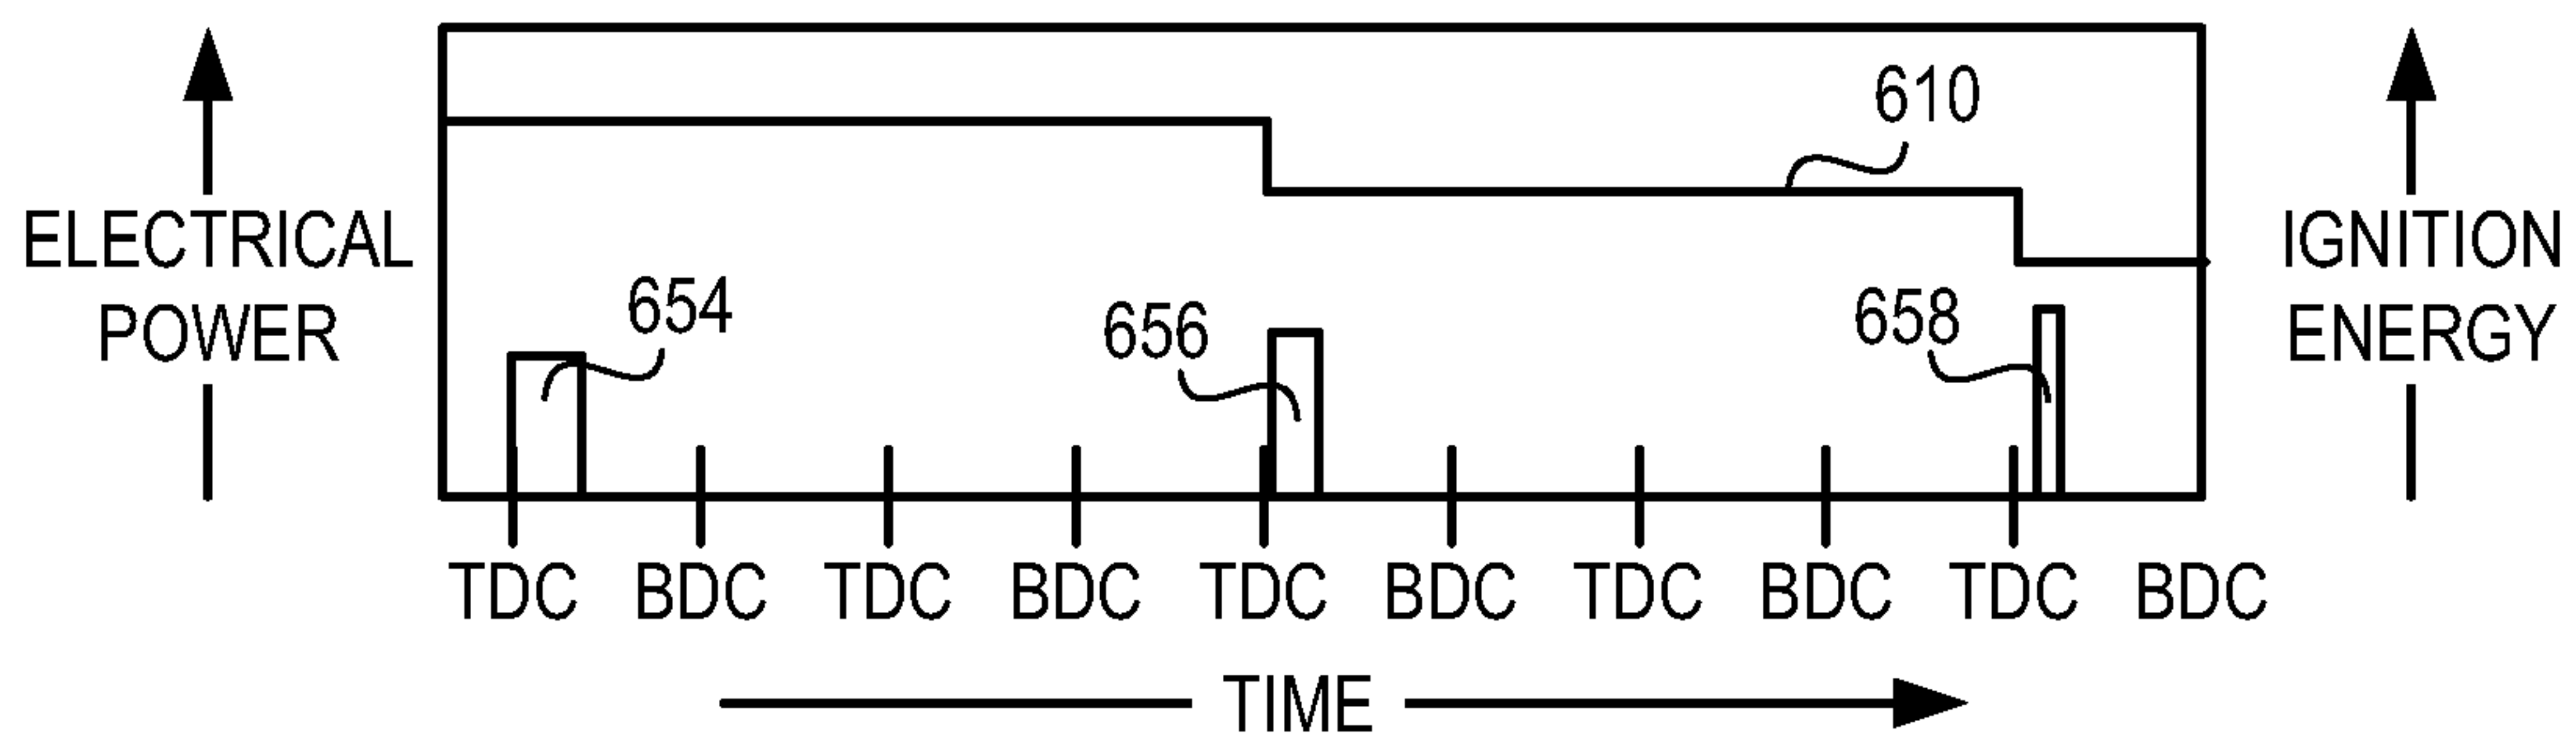 610
ELECTRICAL
POWER
IGNITION
ENERGY
654
656
658
TDC BDC TDC BDC TDC BDC TDC BDC TDC BDC
TIME